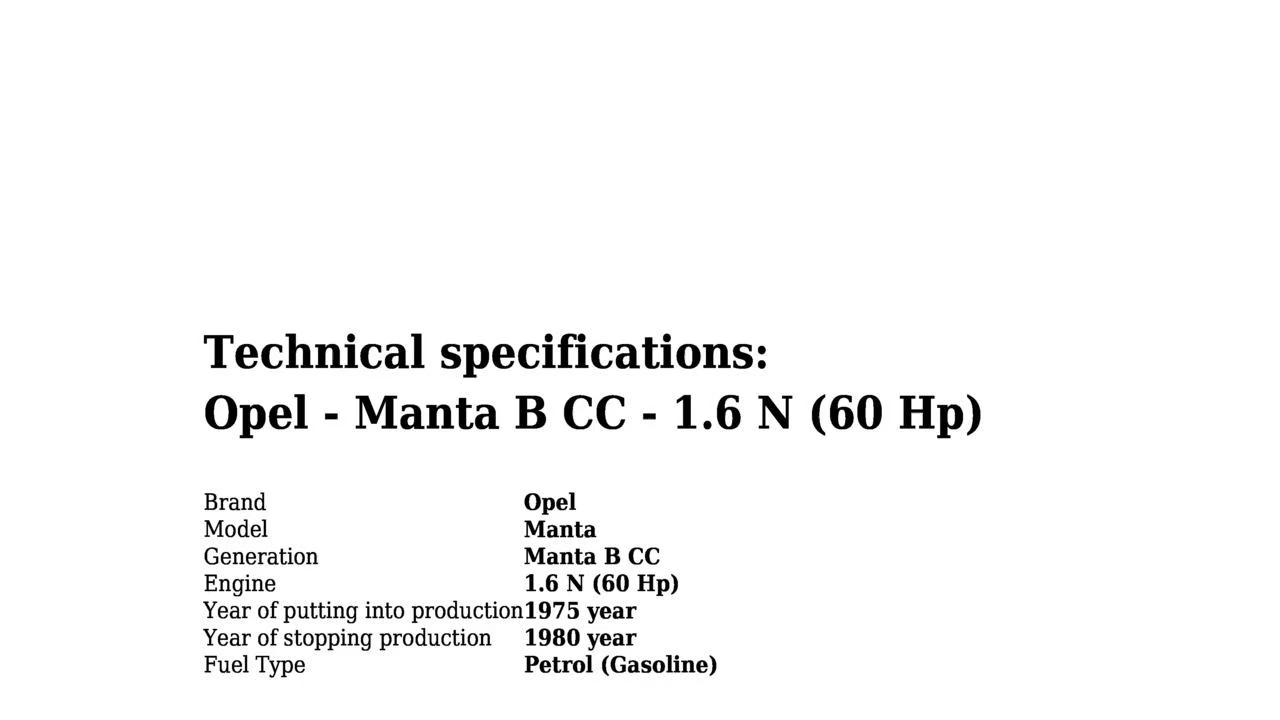 Technical specifications:
Opel - Manta B CC - 1.6 N (60 Hp)
Brand Opel
Model Manta
Generation Manta B CC
Engine 1.6 N (60 Hp)
Year of putting into production 1975 year
Year of stopping production 1980 year
Fuel Type Petrol (Gasoline)